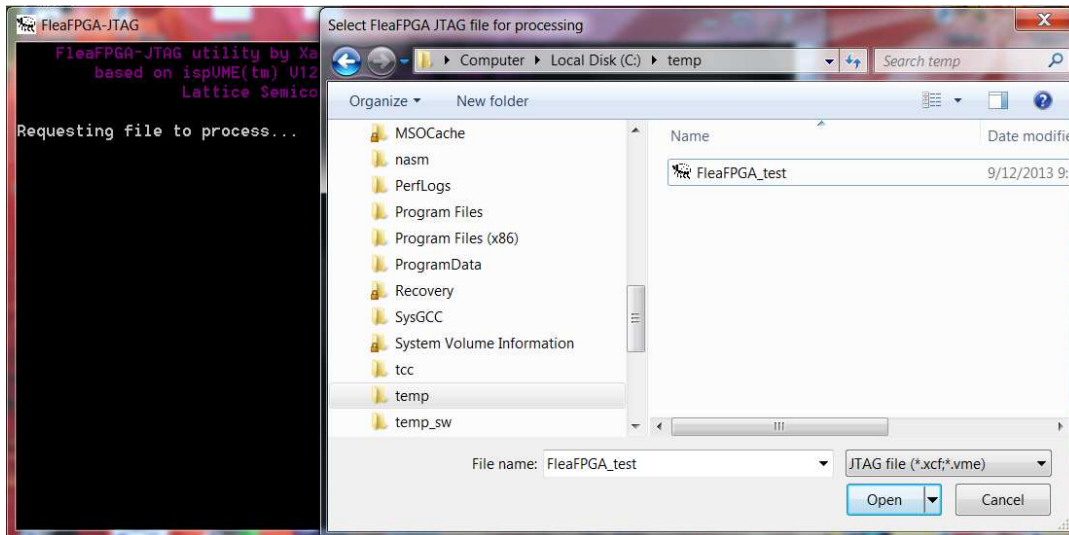 FleaFPGA-JTAG
FleaFPGA-JTAG utility by Xa
based on ispVME(tm) V12
Lattice Semico
Requesting file to process...
Select FleaFPGA JTAG file for processing
Computer Local Disk (C:) temp
Search temp
Organize New folder
MSOCache
nasm
PerfLogs
Program Files
Program Files (x86)
ProgramData
Recovery
SysGCC
System Volume Information
tcc
temp
temp_sw
Name Date modifie
FleaFPGA_test 9/12/2013 9:
File name: FleaFPGA_test JTAG file (*.xcf;*.vme)
Open Cancel